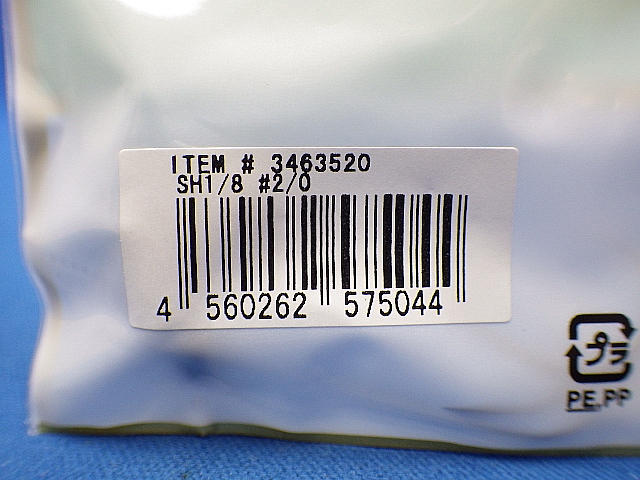 ITEM # 3463520
SH1/8 #2/0
4 560262 575044
プラ
PE,PP